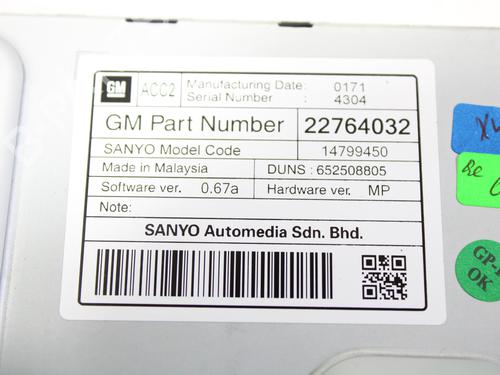 GM ACC2 Manufacturing Date: 0171
Serial Number : 4304
GM Part Number 22764032
SANYO Model Code 14799450
Made in Malaysia DUNS : 652508805
Software ver. 0.67a Hardware ver. MP
Note:
SANYO Automedia Sdn. Bhd.
OK